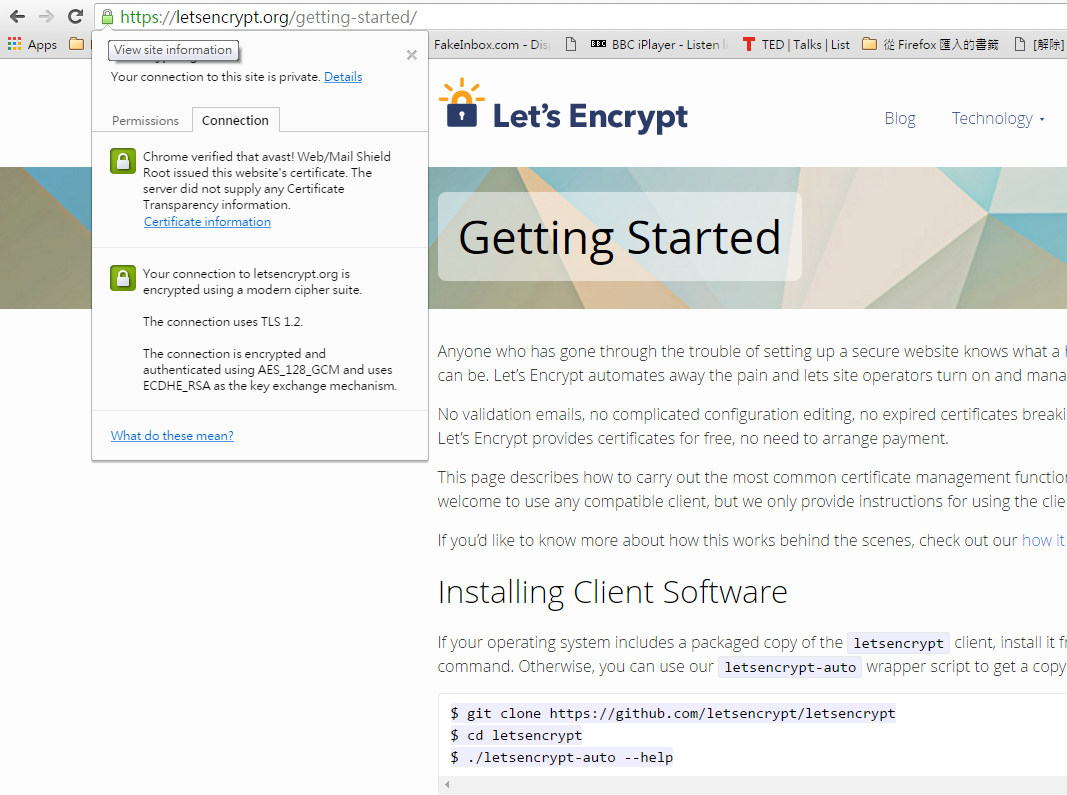 https://letsencrypt.org/getting-started/
Apps
FakeInbox.com - Dis
BBC iPlayer - Listen
TED | Talks | List
從 Firefox 匯入的書籤
[解除]
View site information
Your connection to this site is private. Details
Permissions
Connection
Chrome verified that avast! Web/Mail Shield
Root issued this website's certificate. The
server did not supply any Certificate
Transparency information.
Certificate information
Your connection to letsencrypt.org is
encrypted using a modern cipher suite.
The connection uses TLS 1.2.
The connection is encrypted and
authenticated using AES_128_GCM and uses
ECDHE_RSA as the key exchange mechanism.
What do these mean?
Let's Encrypt
Blog
Technology
Getting Started
Anyone who has gone through the trouble of setting up a secure website knows what a
can be. Let’s Encrypt automates away the pain and lets site operators turn on and mana
No validation emails, no complicated configuration editing, no expired certificates breaki
Let’s Encrypt provides certificates for free, no need to arrange payment.
This page describes how to carry out the most common certificate management function
welcome to use any compatible client, but we only provide instructions for using the clie
If you’d like to know more about how this works behind the scenes, check out our how it
Installing Client Software
If your operating system includes a packaged copy of the letsencrypt client, install it fr
command. Otherwise, you can use our letsencrypt-auto wrapper script to get a copy
$ git clone https://github.com/letsencrypt/letsencrypt
$ cd letsencrypt
$ ./letsencrypt-auto --help